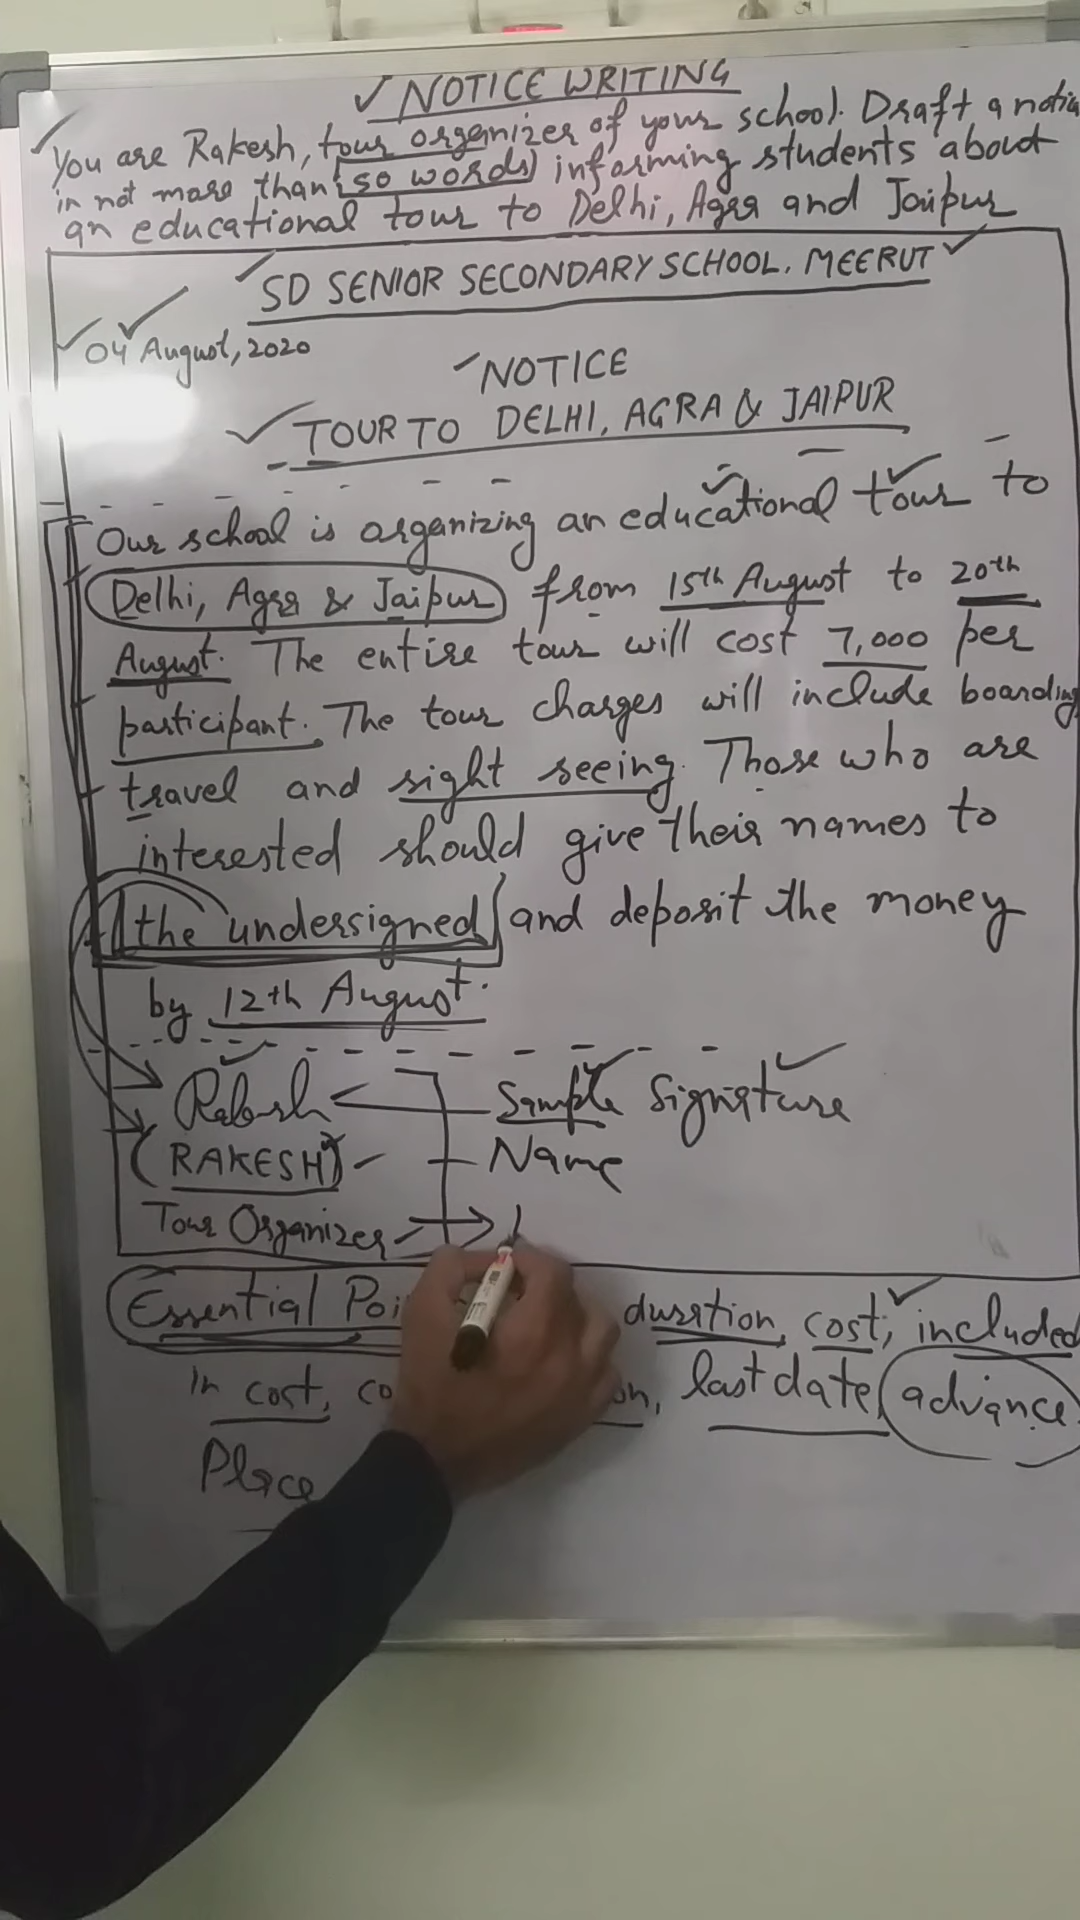 NOTICE WRITING
You are Rakesh, tour organizer of your school. Draft a
in not more than 50 words informing students about
an educational tour to Delhi, Agra and Jaipur
SD SENIOR SECONDARY SCHOOL, MEERUT
04 August, 2020
NOTICE
TOUR TO DELHI, AGRA & JAIPUR
Our school is organizing an educational tour to
Delhi, Agra & Jaipur from 15th August to 20th
August. The entire tour will cost 7,000 per
participant. The tour charges will include boarding,
travel and sight seeing. Those who are
interested should give their names to
the undersigned and deposit the money
by 12th August.
Rakesh Sample Signature
(RAKESH) Name
Tour Organizer
Essential duration, cost, included
in cost, last date, advance
Place